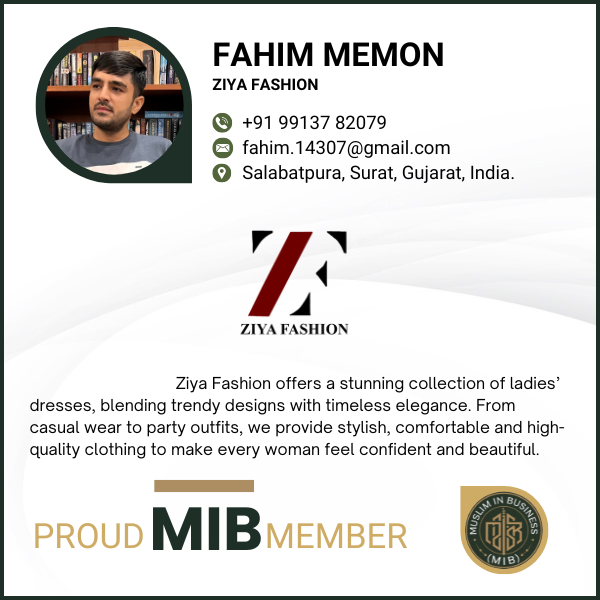 FAHIM MEMON
ZIYA FASHION
+91 99137 82079
fahim.14307@gmail.com
Salabatpura, Surat, Gujarat, India.
ZF
ZIYA FASHION
Ziya Fashion offers a stunning collection of ladies’
dresses, blending trendy designs with timeless elegance. From
casual wear to party outfits, we provide stylish, comfortable and high-
quality clothing to make every woman feel confident and beautiful.
PROUD MIB MEMBER
MUSLIM IN BUSINESS
(MIB)